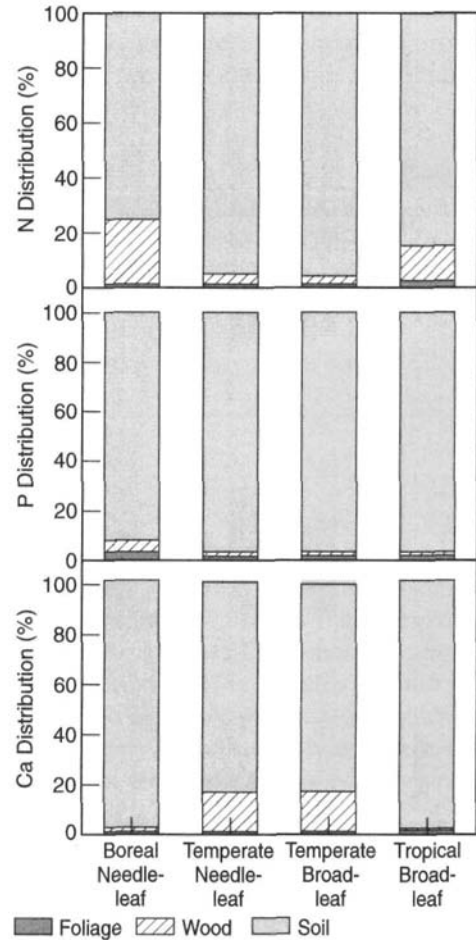 N Distribution (%)
100
80
60
40
20
0
P Distribution (%)
100
80
60
40
20
0
Ca Distribution (%)
100
80
60
40
20
0
Boreal
Needle-
leaf
Temperate
Needle-
leaf
Temperate
Broad-
leaf
Tropical
Broad-
leaf
Foliage
Wood
Soil